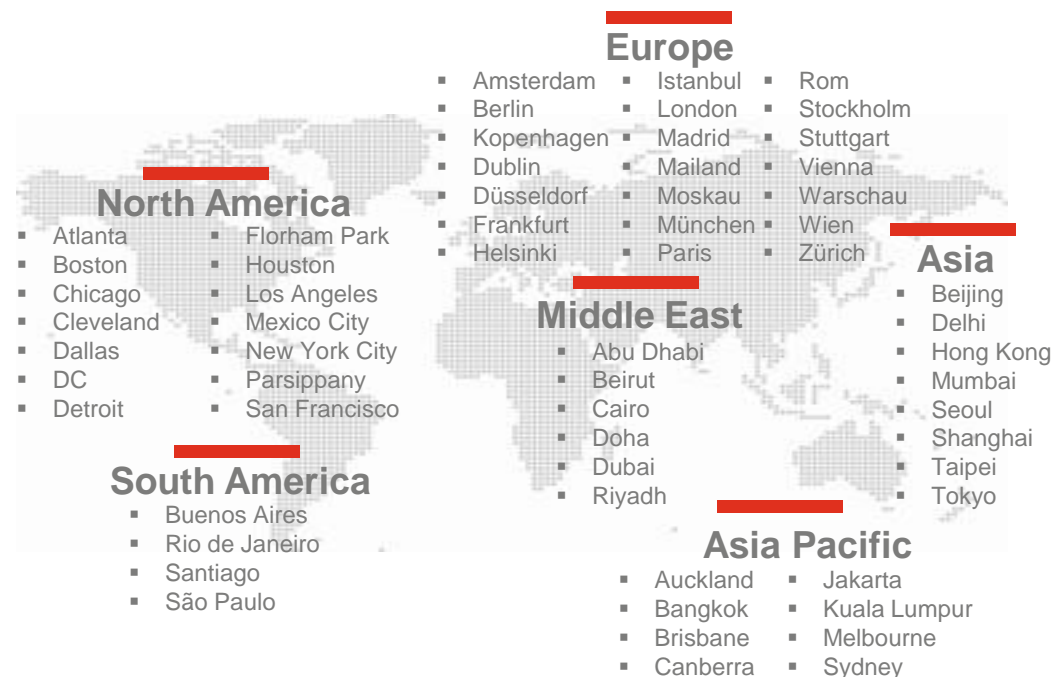 Europe
Amsterdam
Berlin
Kopenhagen
Dublin
Düsseldorf
Frankfurt
Helsinki
Istanbul
London
Madrid
Mailand
Moskau
München
Paris
Rom
Stockholm
Stuttgart
Vienna
Warschau
Wien
Zürich
North America
Atlanta
Boston
Chicago
Cleveland
Dallas
DC
Detroit
Florham Park
Houston
Los Angeles
Mexico City
New York City
Parsippany
San Francisco
Asia
Beijing
Delhi
Hong Kong
Mumbai
Seoul
Shanghai
Taipei
Tokyo
Middle East
Abu Dhabi
Beirut
Cairo
Doha
Dubai
Riyadh
South America
Buenos Aires
Rio de Janeiro
Santiago
São Paulo
Asia Pacific
Auckland
Bangkok
Brisbane
Canberra
Jakarta
Kuala Lumpur
Melbourne
Sydney